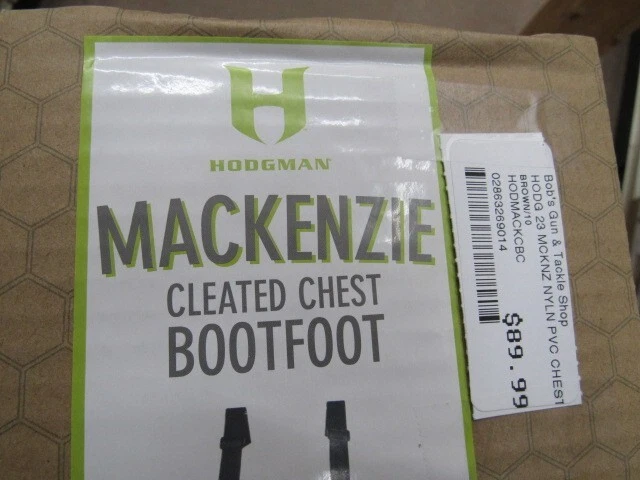 HODGMAN
MACKENZIE
CLEATED CHEST
BOOTFOOT
Bob's Gun & Tackle Shop
HODG 23 MCKNZ NYLN PVC CHEST
BROWN/10
HODMACKCBC
02863269014
$89.99